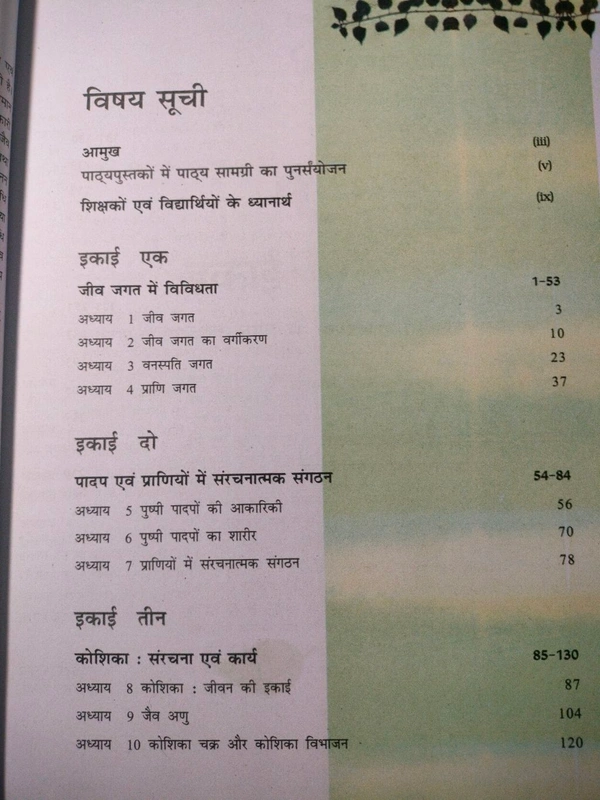 विषय सूची
आमुख (iii)
पाठ्यपुस्तकों में पाठ्य सामग्री का पुनर्संयोजन (v)
शिक्षकों एवं विद्यार्थियों के ध्यानार्थ (ix)
इकाई एक
जीव जगत में विविधता 1-53
अध्याय 1 जीव जगत 3
अध्याय 2 जीव जगत का वर्गीकरण 10
अध्याय 3 वनस्पति जगत 23
अध्याय 4 प्राणि जगत 37
इकाई दो
पादप एवं प्राणियों में संरचनात्मक संगठन 54-84
अध्याय 5 पुष्पी पादपों की आकारिकी 56
अध्याय 6 पुष्पी पादपों का शारीर 70
अध्याय 7 प्राणियों में संरचनात्मक संगठन 78
इकाई तीन
कोशिका : संरचना एवं कार्य 85-130
अध्याय 8 कोशिका : जीवन की इकाई 87
अध्याय 9 जैव अणु 104
अध्याय 10 कोशिका चक्र और कोशिका विभाजन 120